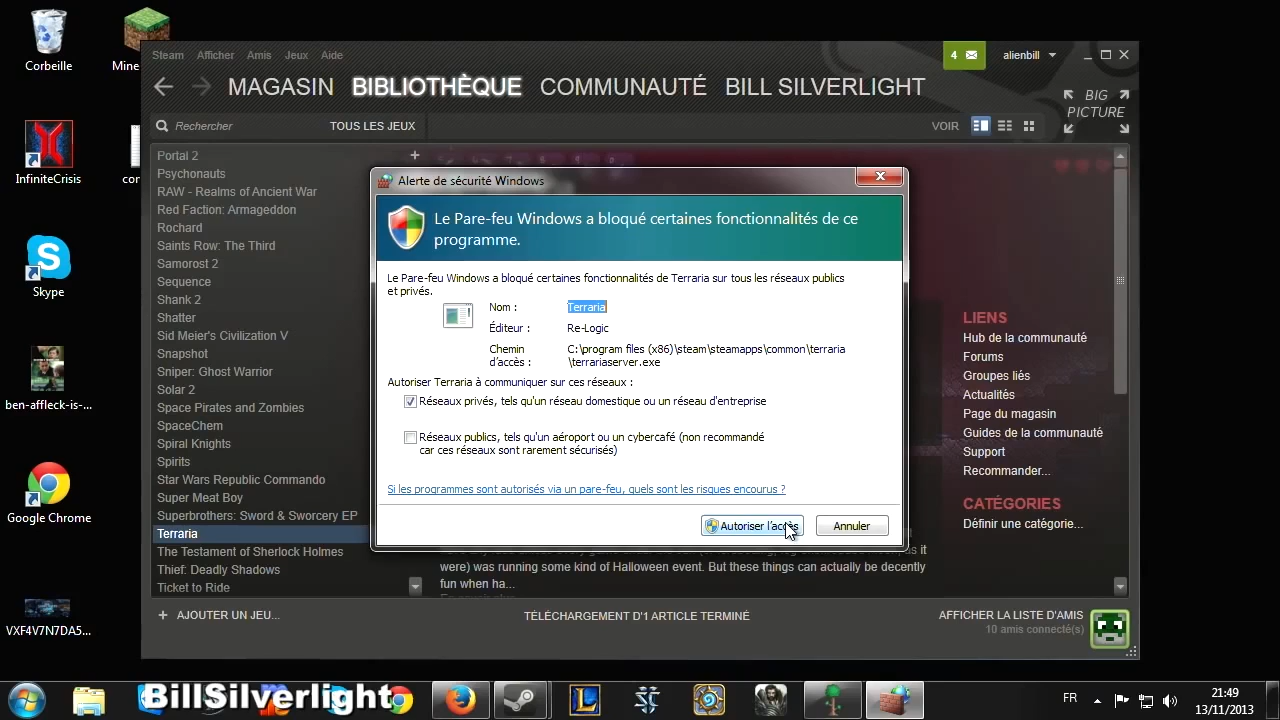 Corbeille
Mine
InfiniteCrisis
cor
Skype
ben-affleck-is-...
Google Chrome
VXF4V7N7DA5...
Steam Afficher Amis Jeux Aide
4
alienbill
MAGASIN BIBLIOTHÈQUE COMMUNAUTÉ BILL SILVERLIGHT
BIG
PICTURE
Rechercher
TOUS LES JEUX
VOIR
Portal 2
Psychonauts
RAW - Realms of Ancient War
Red Faction: Armageddon
Rochard
Saints Row: The Third
Samorost 2
Sequence
Shank 2
Shatter
Sid Meier's Civilization V
Snapshot
Sniper: Ghost Warrior
Solar 2
Space Pirates and Zombies
SpaceChem
Spiral Knights
Spirits
Star Wars Republic Commando
Super Meat Boy
Superbrothers: Sword & Sworcery EP
Terraria
The Testament of Sherlock Holmes
Thief: Deadly Shadows
Ticket to Ride
Alerte de sécurité Windows
Le Pare-feu Windows a bloqué certaines fonctionnalités de ce
programme.
Le Pare-feu Windows a bloqué certaines fonctionnalités de Terraria sur tous les réseaux publics
et privés.
Nom : Terraria
Éditeur : Re-Logic
Chemin C:\program files (x86)\steam\steamapps\common\terraria
d'accès : \terrariaserver.exe
Autoriser Terraria à communiquer sur ces réseaux :
Réseaux privés, tels qu'un réseau domestique ou un réseau d'entreprise
Réseaux publics, tels qu'un aéroport ou un cybercafé (non recommandé
car ces réseaux sont rarement sécurisés)
Si les programmes sont autorisés via un pare-feu, quels sont les risques encourus ?
Autoriser l'accès
Annuler
as it
were) was running some kind of Halloween event. But these things can actually be decently
fun when ha...
LIENS
Hub de la communauté
Forums
Groupes liés
Actualités
Page du magasin
Guides de la communauté
Support
Recommander...
CATÉGORIES
Définir une catégorie...
+ AJOUTER UN JEU...
TÉLÉCHARGEMENT D'1 ARTICLE TERMINÉ
AFFICHER LA LISTE D'AMIS
10 amis connecté(s)
BillSilverlight
FR
21:49
13/11/2013